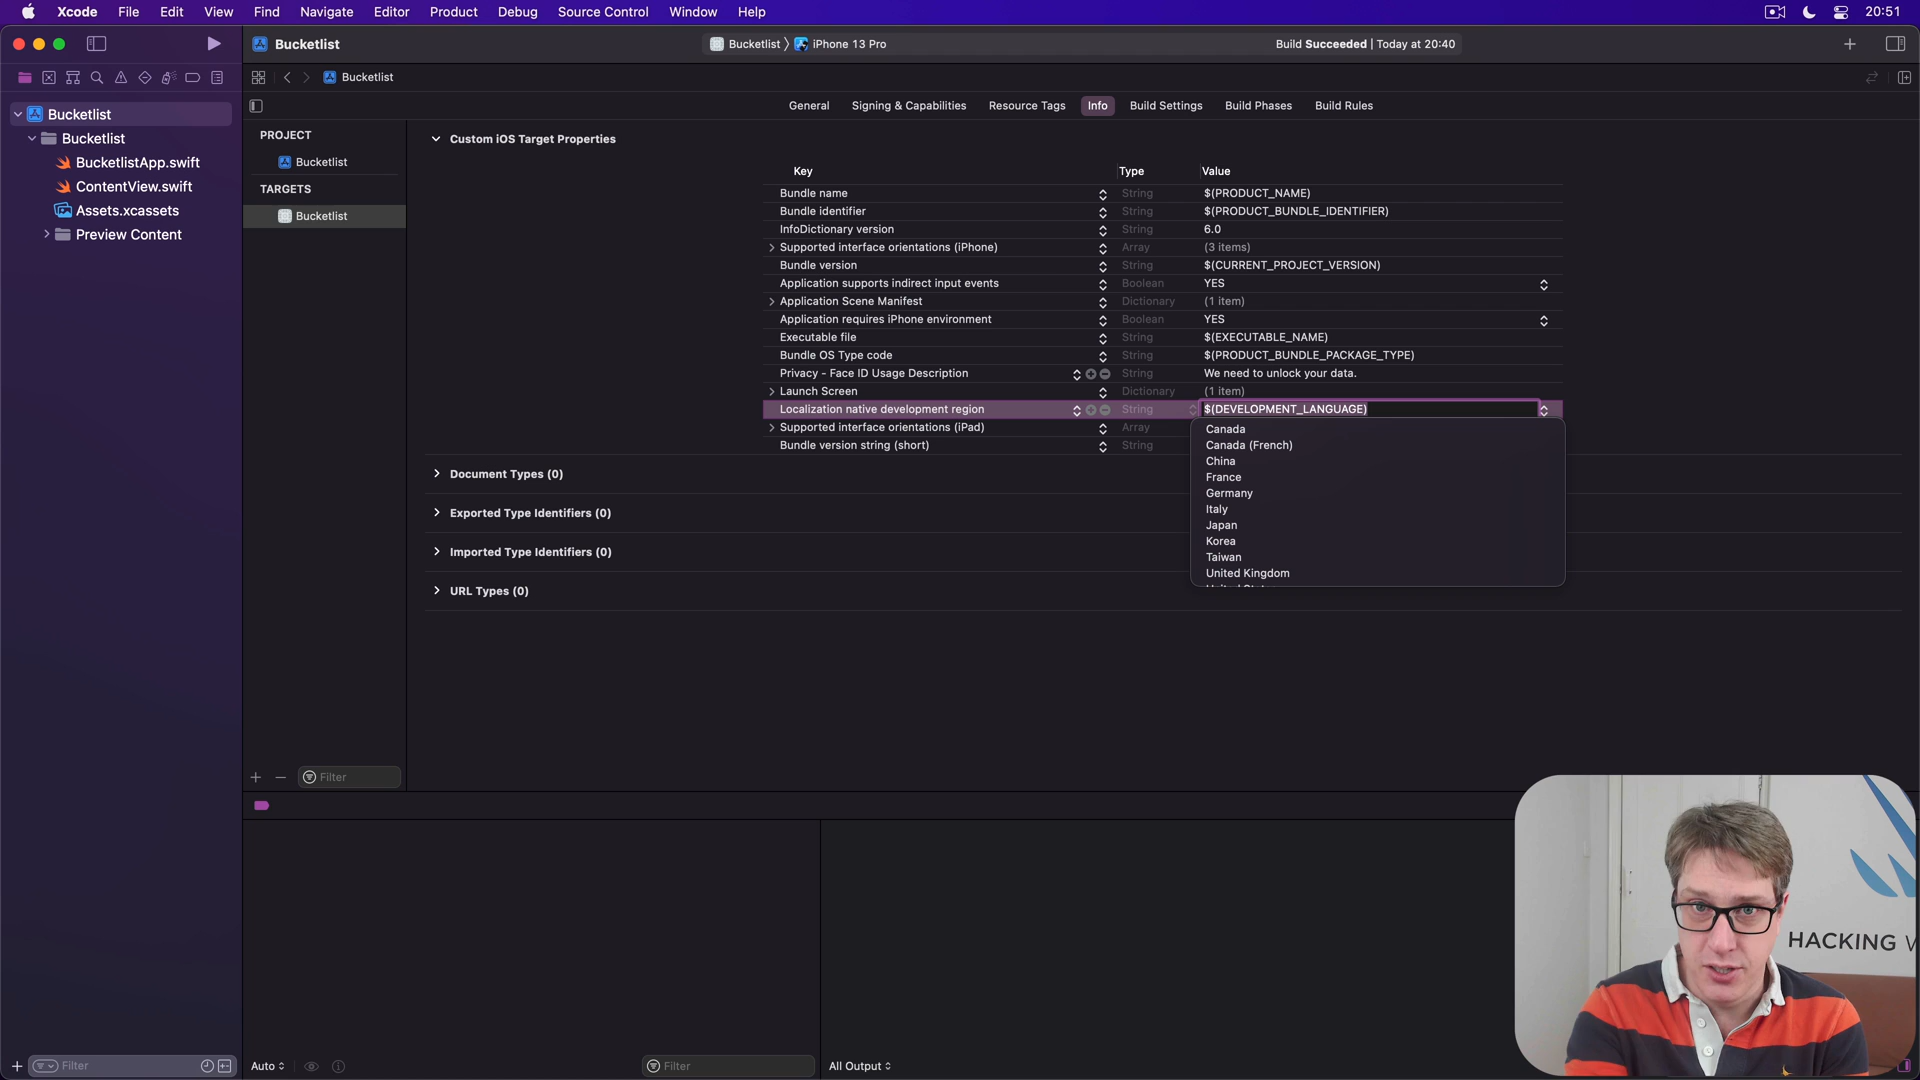 Xcode File Edit View Find Navigate Editor Product Debug Source Control Window Help 20:51
Bucketlist
Bucketlist
iPhone 13 Pro
Build Succeeded | Today at 20:40
Bucketlist
General Signing & Capabilities Resource Tags Info Build Settings Build Phases Build Rules
Bucketlist
Bucketlist
BucketlistApp.swift
ContentView.swift
Assets.xcassets
Preview Content
PROJECT
Bucketlist
TARGETS
Bucketlist
Custom iOS Target Properties
Key Type Value
Bundle name String $(PRODUCT_NAME)
Bundle identifier String $(PRODUCT_BUNDLE_IDENTIFIER)
InfoDictionary version String 6.0
Supported interface orientations (iPhone) Array (3 items)
Bundle version String $(CURRENT_PROJECT_VERSION)
Application supports indirect input events Boolean YES
Application Scene Manifest Dictionary (1 item)
Application requires iPhone environment Boolean YES
Executable file String $(EXECUTABLE_NAME)
Bundle OS Type code String $(PRODUCT_BUNDLE_PACKAGE_TYPE)
Privacy - Face ID Usage Description String We need to unlock your data.
Launch Screen Dictionary (1 item)
Localization native development region String $(DEVELOPMENT_LANGUAGE)
Supported interface orientations (iPad) Array
Bundle version string (short) String
Canada
Canada (French)
China
France
Germany
Italy
Japan
Korea
Taiwan
United Kingdom
Document Types (0)
Exported Type Identifiers (0)
Imported Type Identifiers (0)
URL Types (0)
Filter
HACKING
Filter
Auto
Filter
All Output